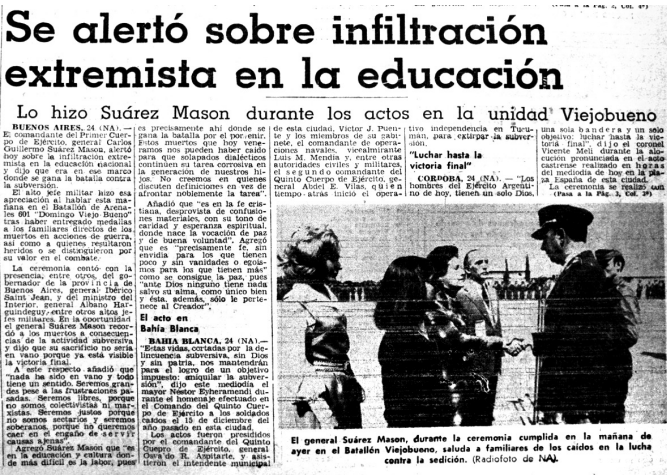 Se alertó sobre infiltración
extremista en la educación
Lo hizo Suárez Mason durante los actos en la unidad Viejobueno
BUENOS AIRES, 24 (NA).—
El comandante del Primer Cuer-
po de Ejército, general Carlos
Guillermo Suárez Mason, alertó
hoy sobre la infiltración extre-
mista en la educación nacional
y dijo que era en ese marco
donde se gana la batalla contra
la subversión.
El alto jefe militar hizo esa
apreciación al hablar esta maña-
na en el Batallón de Arsena-
les 601 "Domingo Viejo Bueno"
tras haber entregado medallas
a los familiares directos de los
muertos en acciones de guerra,
así como a quienes resultaron
heridos o se distinguieron por
su valor en el combate.
La ceremonia contó con la
presencia, entre otros, del go-
bernador de la provincia de
Buenos Aires, general Ibérico
Saint Jean, y del ministro del
Interior, general Albano Har-
guindeguy, entre otros altos je-
fes militares. En la oportunidad
el general Suárez Mason recor-
dó a los muertos a consecuen-
cias de la actividad subversiva
y dijo que su sacrificio no sería
en vano porque ya está visible
la victoria final.
A este respecto añadió que
"nada ha sido en vano y todo
tiene un sentido. Seremos gran-
des pese a las frustraciones pa-
sadas. Seremos libres, porque
no somos colectivistas ni mar-
xistas. Seremos justos porque
no somos sectarios y seremos
soberanos, porque no queremos
caer en el engaño de servir
causas ajenas".
Agregó Suárez Mason que "es
en la educación y cultura don-
de más difícil es la labor, pues
es precisamente ahí donde se
gana la batalla por el porvenir.
Estos muertos que hoy vene-
ramos nos pueden haber caído
para que solapados dialécticos
continúen su tarea corrosiva en
la generación de nuestros hi-
jos. No creemos en quienes
discuten definiciones en vez de
afrontar noblemente la tarea".
Añadió que "es en la fe cristi-
ana, desprovista de confusio-
nes materiales, con su tono de
caridad y esperanza espiritual,
donde nace la vocación de paz
y de buena voluntad". Agregó
que "es precisamente fe, sin
envidia para los que tienen
poco y sin vanidades o egoís-
mos para los que tienen más"
como se consigue la paz, pues
"ante Dios ninguno tiene nada
salvo su alma, como único bien
y ésta, además, sólo le perte-
nece al Creador".
El acto en
Bahía Blanca
BAHIA BLANCA, 24 (NA).—
"Estas vidas, cortadas por la de-
lincuencia subversiva, sin Dios
y sin patria, nos mantendrán
para el logro de un objetivo
impuesto: aniquilar la subver-
sión", dijo este mediodía el
mayor Néstor Eyheramendi du-
rante el homenaje efectuado en
el Comando del Quinto Cuer-
po de Ejército a los soldados
caídos el 15 de diciembre del
año pasado en esta ciudad.
Los actos fueron presididos
por el comandante del Quinto
Cuerpo de Ejército, general
Osvaldo R. Azpitarte, y asis-
tieron el intendente municipal
de esta ciudad, Víctor J. Puen-
te y los miembros de su gabi-
nete, el comandante de opera-
ciones navales, vicealmirante
Luis M. Mendía y, entre otras
autoridades civiles y militares,
el segundo comandante del
Quinto Cuerpo de Ejército, ge-
neral Abdel E. Vilas, quien
tiempo atrás inició el opera-
tivo independencia en Tucu-
mán, para extirpar la subver-
sión.
"Luchar hasta la
victoria final"
CORDOBA, 24 (NA). — "Los
hombres del Ejército Argentin-
o de hoy, tienen un solo Dios,
una sola bandera y un solo
objetivo: luchar hasta la vic-
toria final", dijo el coronel
Vicente Meli durante la alo-
cución pronunciada en el acto
castrense realizado en horas
del mediodía de hoy en la pla-
za España de esta ciudad.
La ceremonia se realizó con
(Pasa a la Pág. 3, Col. 2ª)
El general Suárez Mason, durante la ceremonia cumplida en la mañana de
ayer en el Batallón Viejobueno, saluda a familiares de los caídos en la lucha
contra la sedición. (Radiofoto de NA).